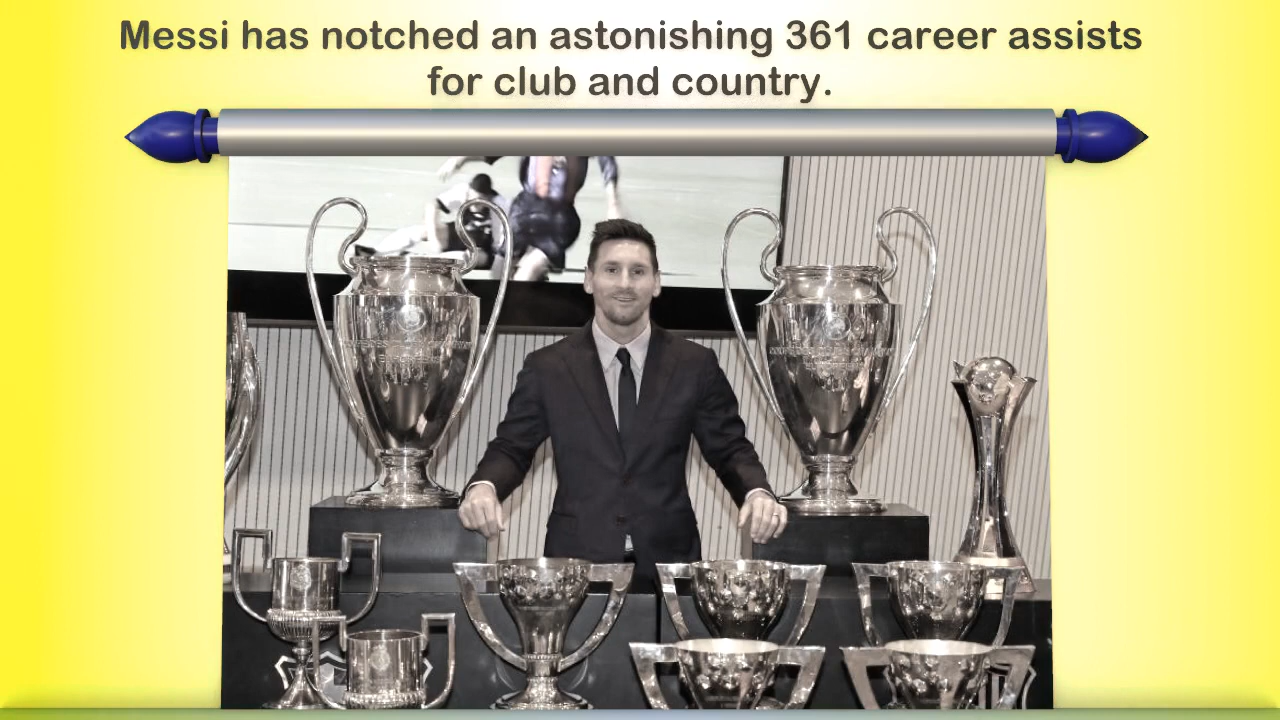 Messi has notched an astonishing 361 career assists
for club and country.